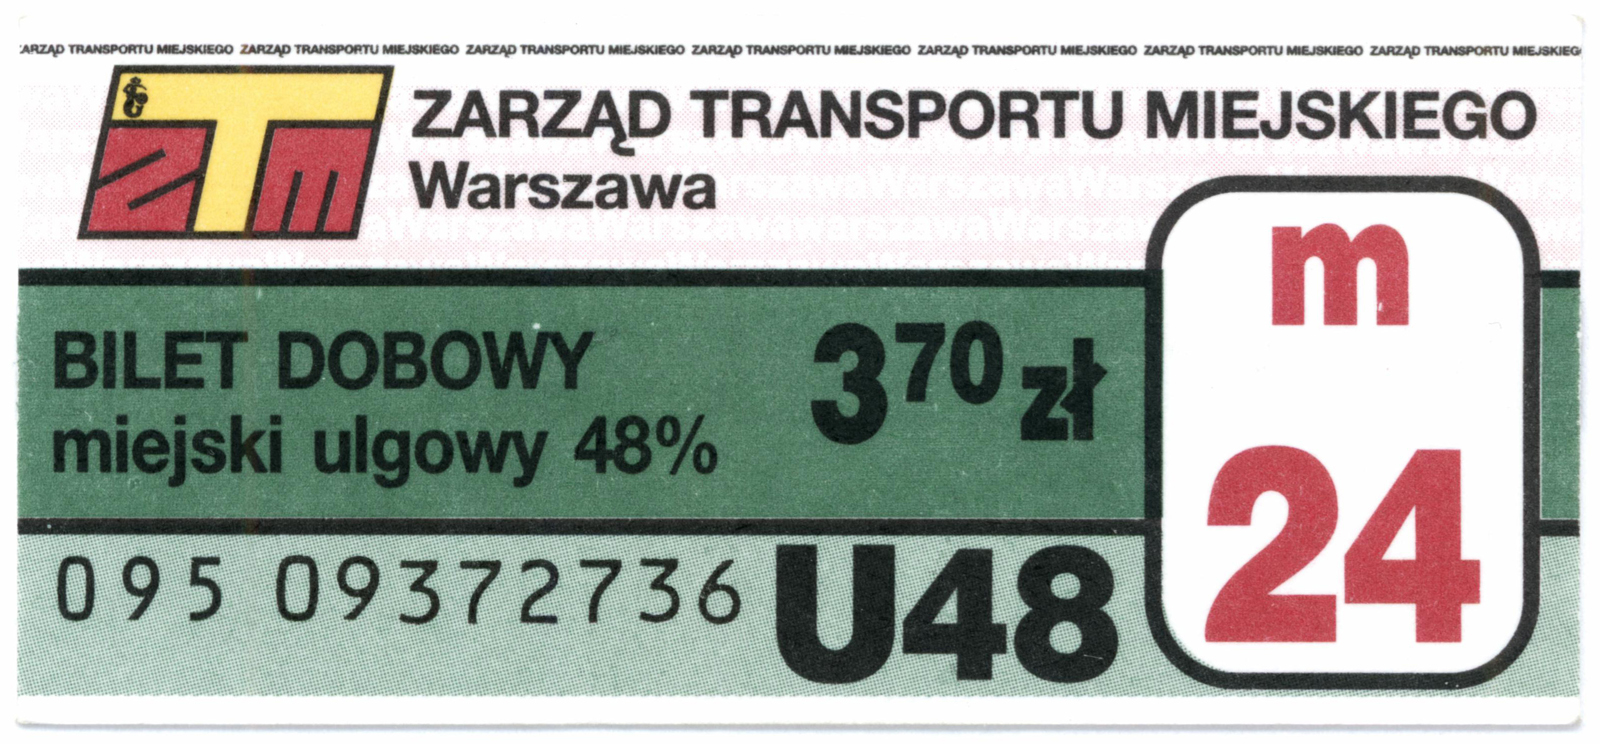 ZARZĄD TRANSPORTU MIEJSKIEGO ZARZĄD TRANSPORTU MIEJSKIEGO ZARZĄD TRANSPORTU MIEJSKIEGO ZARZĄD TRANSPORTU MIEJSKIEGO ZARZĄD TRANSPORTU MIEJSKIEGO ZARZĄD TRANSPORTU MIEJSKIEGO ZARZĄD TRANSPORTU MIEJSKIEGO
ZTM
ZARZĄD TRANSPORTU MIEJSKIEGO
Warszawa
m
BILET DOBOWY
3 70 zł
miejski ulgowy 48%
24
095 09372736
U48